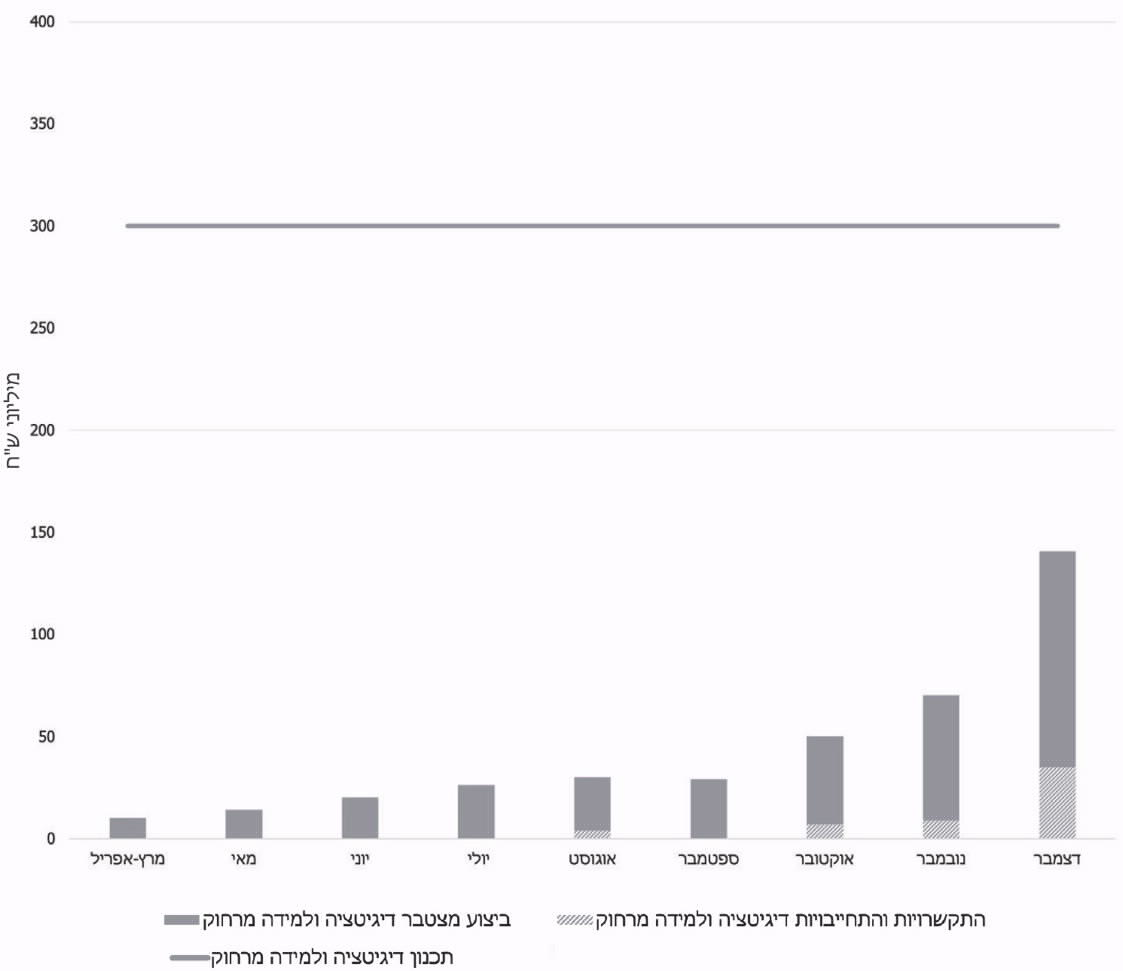 400
350
300
250
200
150
100
50
0
מיליוני ש"ח
מרץ-אפריל
מאי
יוני
יולי
אוגוסט
ספטמבר
אוקטובר
נובמבר
דצמבר
ביצוע מצטבר דיגיטציה ולמידה מרחוק
התקשרויות והתחייבויות דיגיטציה ולמידה מרחוק
תכנון דיגיטציה ולמידה מרחוק